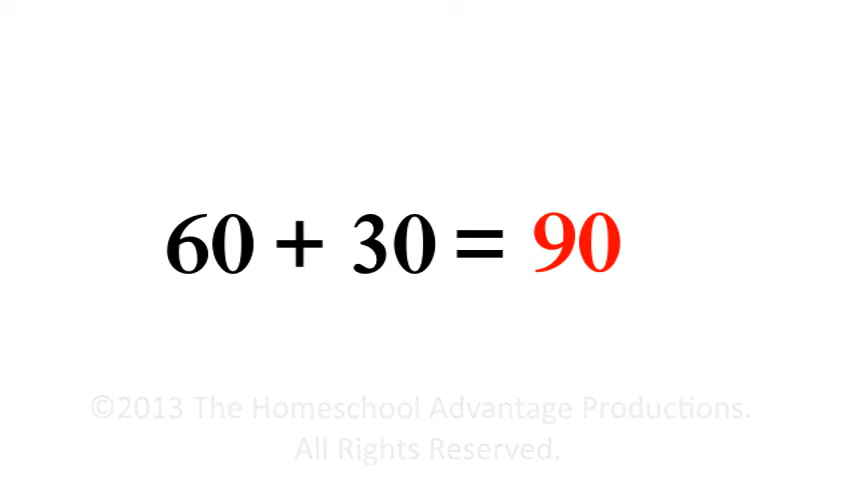 60 + 30 = 90
©2013 The Homeschool Advantage Productions.
All Rights Reserved.